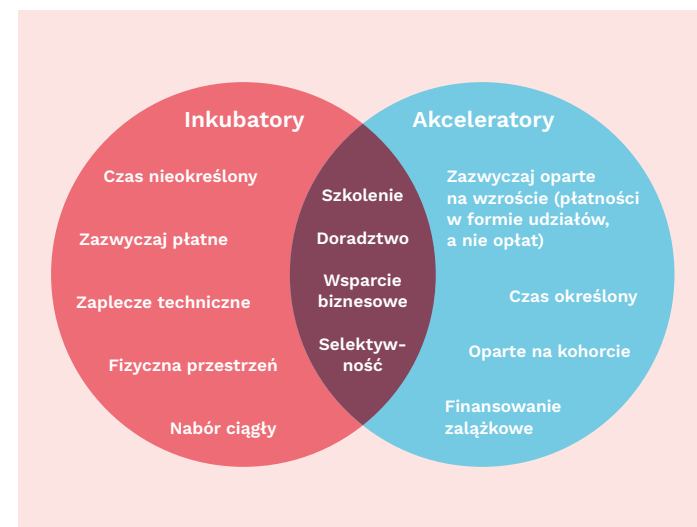 Inkubatory
Czas nieokreślony
Zazwyczaj płatne
Zaplecze techniczne
Fizyczna przestrzeń
Nabór ciągły
Szkolenie
Doradztwo
Wsparcie
biznesowe
Selektyw-
ność
Akceleratory
Zazwyczaj oparte
na wzroście (płatności
w formie udziałów,
a nie opłat)
Czas określony
Oparte na kohorcie
Finansowanie
zalążkowe